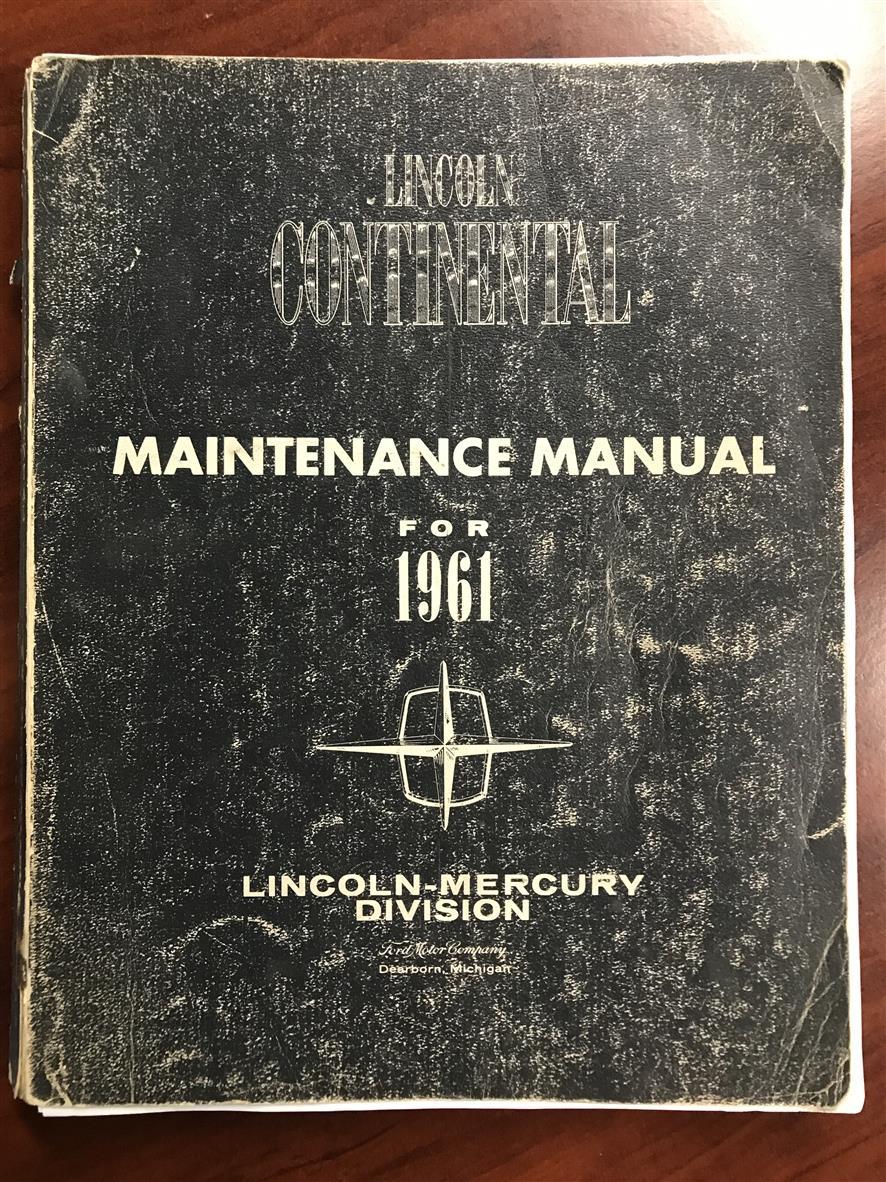 LINCOLN
CONTINENTAL
MAINTENANCE MANUAL
FOR
1961
LINCOLN-MERCURY
DIVISION
Ford Motor Company
Dearborn, Michigan